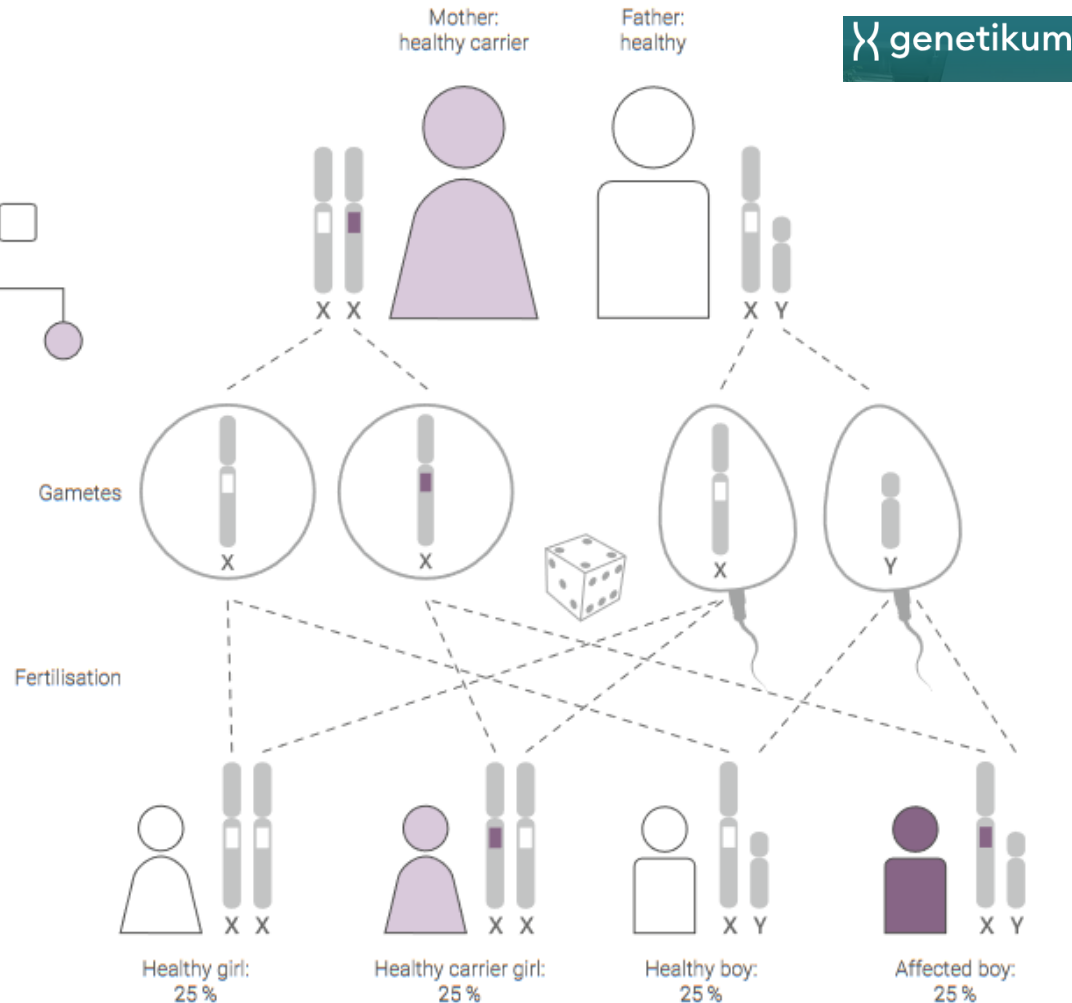 Mother:
healthy carrier
Father:
healthy
genetikum
X X
X Y
Gametes
X
X
X
Y
Fertilisation
X X
X X
X Y
X Y
Healthy girl:
25 %
Healthy carrier girl:
25 %
Healthy boy:
25 %
Affected boy:
25 %